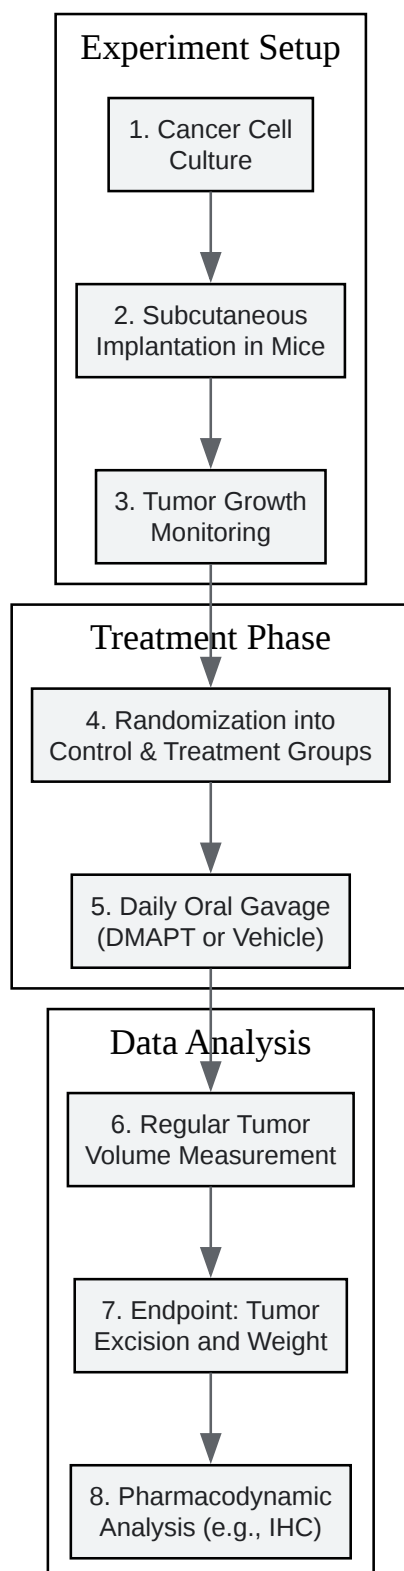 Experiment Setup
1. Cancer Cell
Culture
2. Subcutaneous
Implantation in Mice
3. Tumor Growth
Monitoring
Treatment Phase
4. Randomization into
Control & Treatment Groups
5. Daily Oral Gavage
(DMAPT or Vehicle)
Data Analysis
6. Regular Tumor
Volume Measurement
7. Endpoint: Tumor
Excision and Weight
8. Pharmacodynamic
Analysis (e.g., IHC)